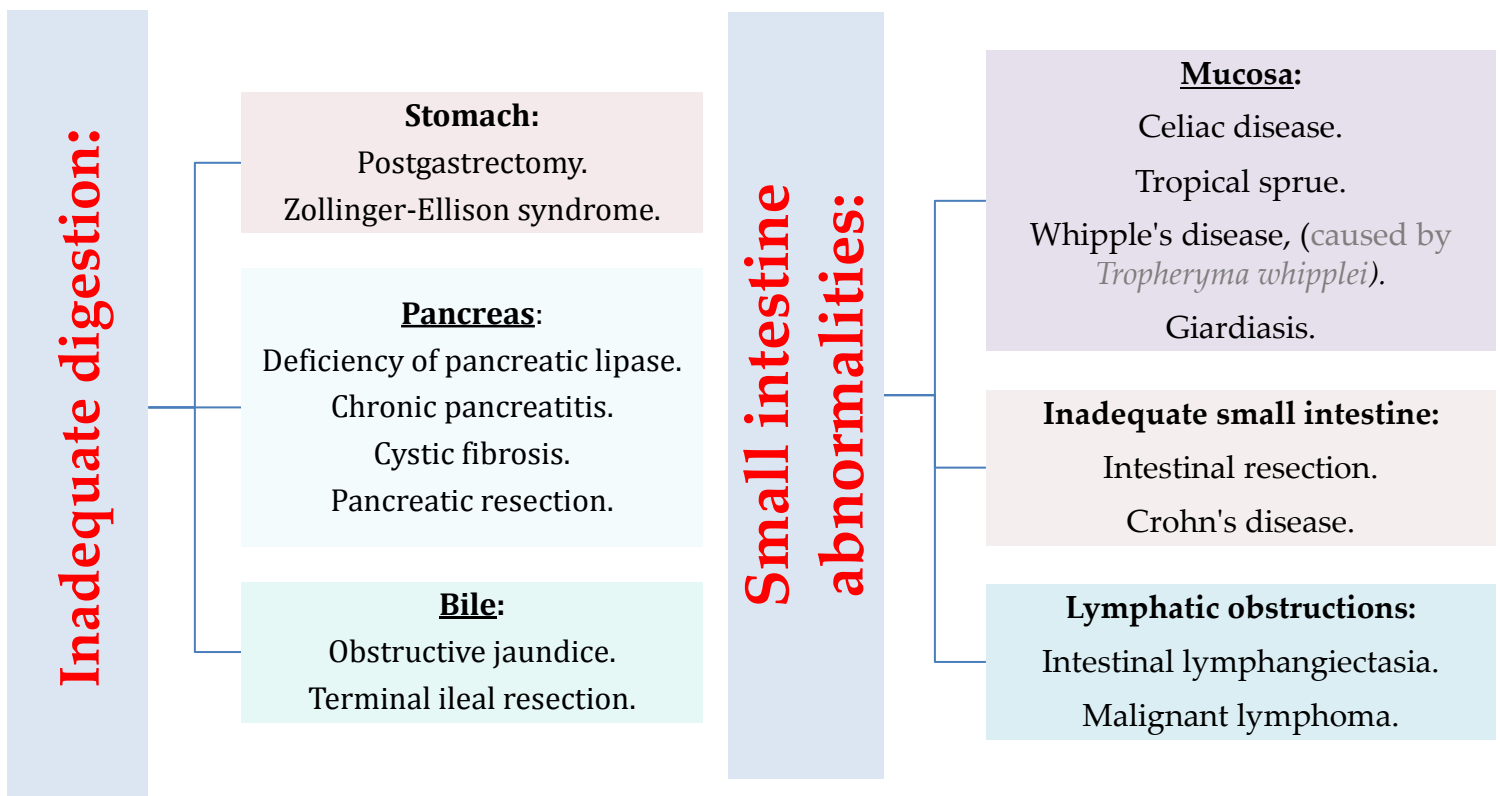 Inadequate digestion:
Stomach:
Postgastrectomy.
Zollinger-Ellison syndrome.
Pancreas:
Deficiency of pancreatic lipase.
Chronic pancreatitis.
Cystic fibrosis.
Pancreatic resection.
Bile:
Obstructive jaundice.
Terminal ileal resection.
Small intestine
abnormalities:
Mucosa:
Celiac disease.
Tropical sprue.
Whipple's disease, (caused by
Tropheryma whipplei).
Giardiasis.
Inadequate small intestine:
Intestinal resection.
Crohn's disease.
Lymphatic obstructions:
Intestinal lymphangiectasia.
Malignant lymphoma.